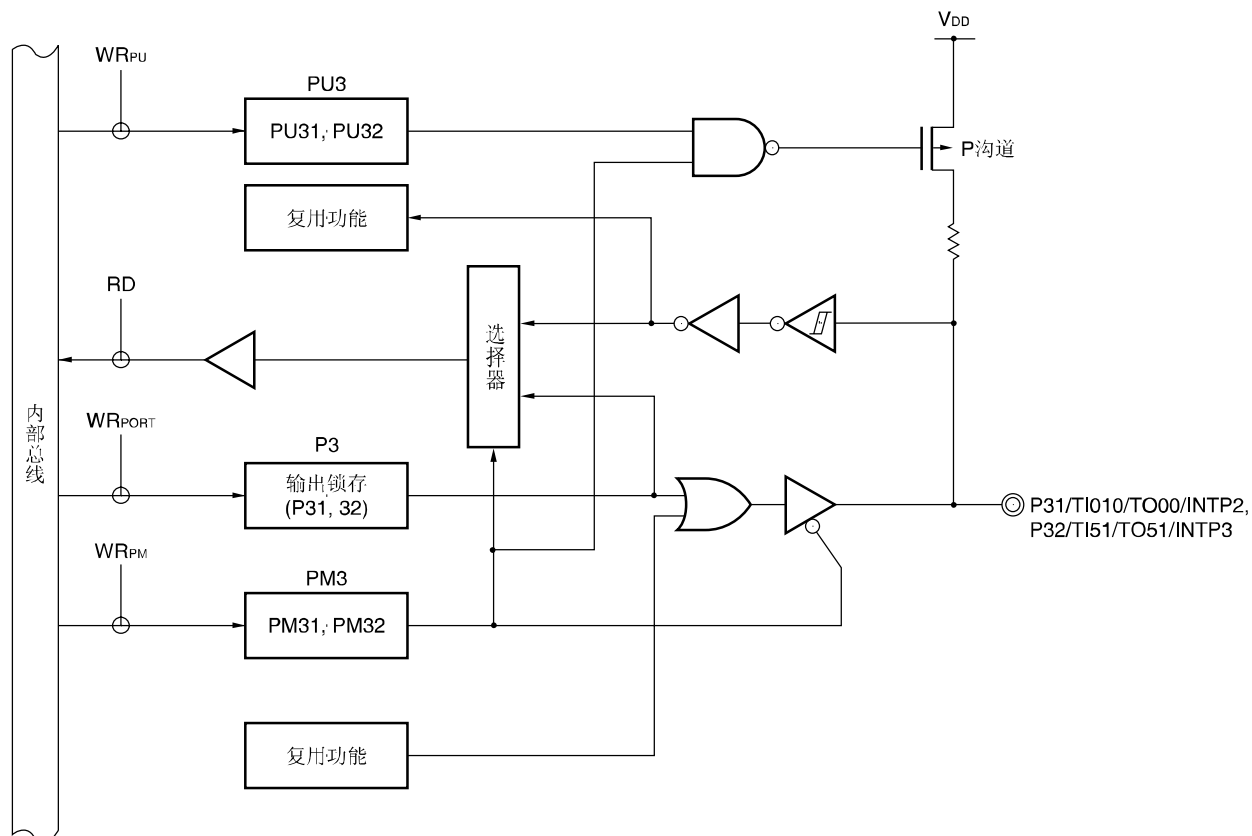 VDD
WRPU
PU3
PU31, PU32
P沟道
复用功能
RD
选择器
WRPORT
内部总线
P3
输出锁存
(P31, 32)
P31/TI010/TO00/INTP2,
P32/TI51/TO51/INTP3
WRPM
PM3
PM31, PM32
复用功能